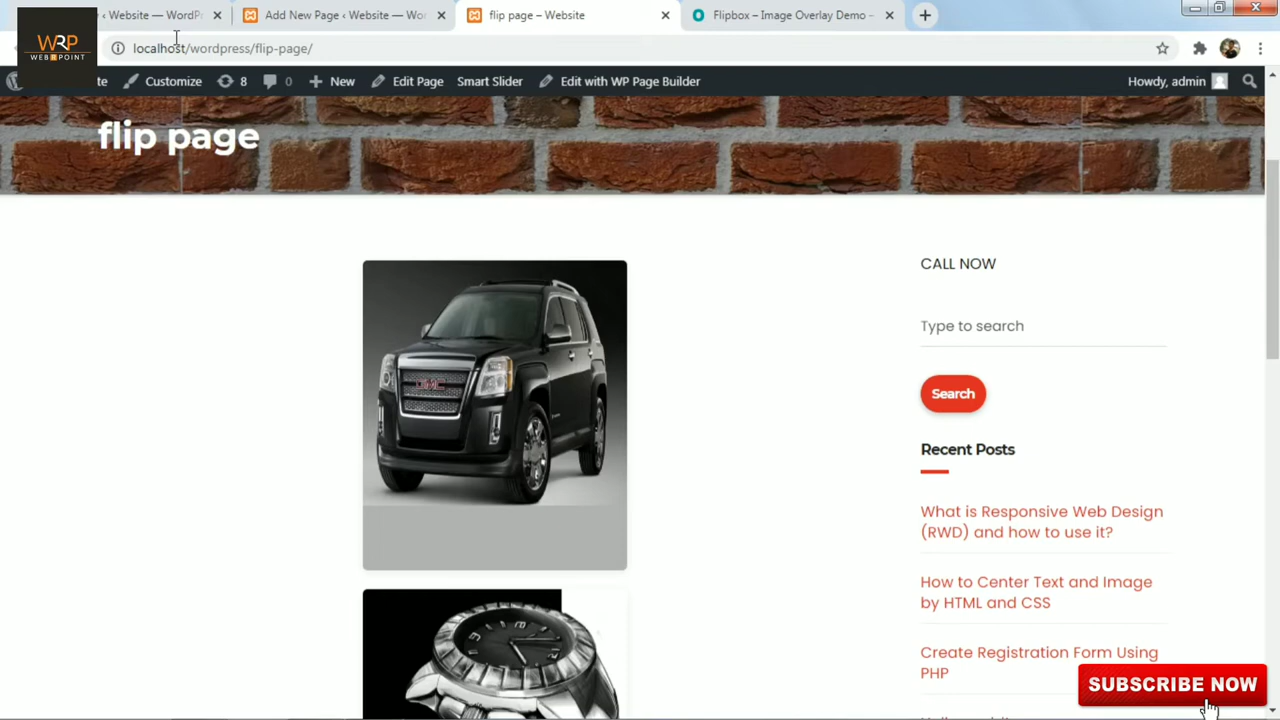 ‹ Website — WordPr
Add New Page ‹ Website — Wor
flip page – Website
Flipbox – Image Overlay Demo –
WRP
WEB R POINT
localhost/wordpress/flip-page/
te
Customize
8
0
New
Edit Page
Smart Slider
Edit with WP Page Builder
Howdy, admin
flip page
GMC
CALL NOW
Type to search
Search
Recent Posts
What is Responsive Web Design
(RWD) and how to use it?
How to Center Text and Image
by HTML and CSS
Create Registration Form Using
PHP
SUBSCRIBE NOW